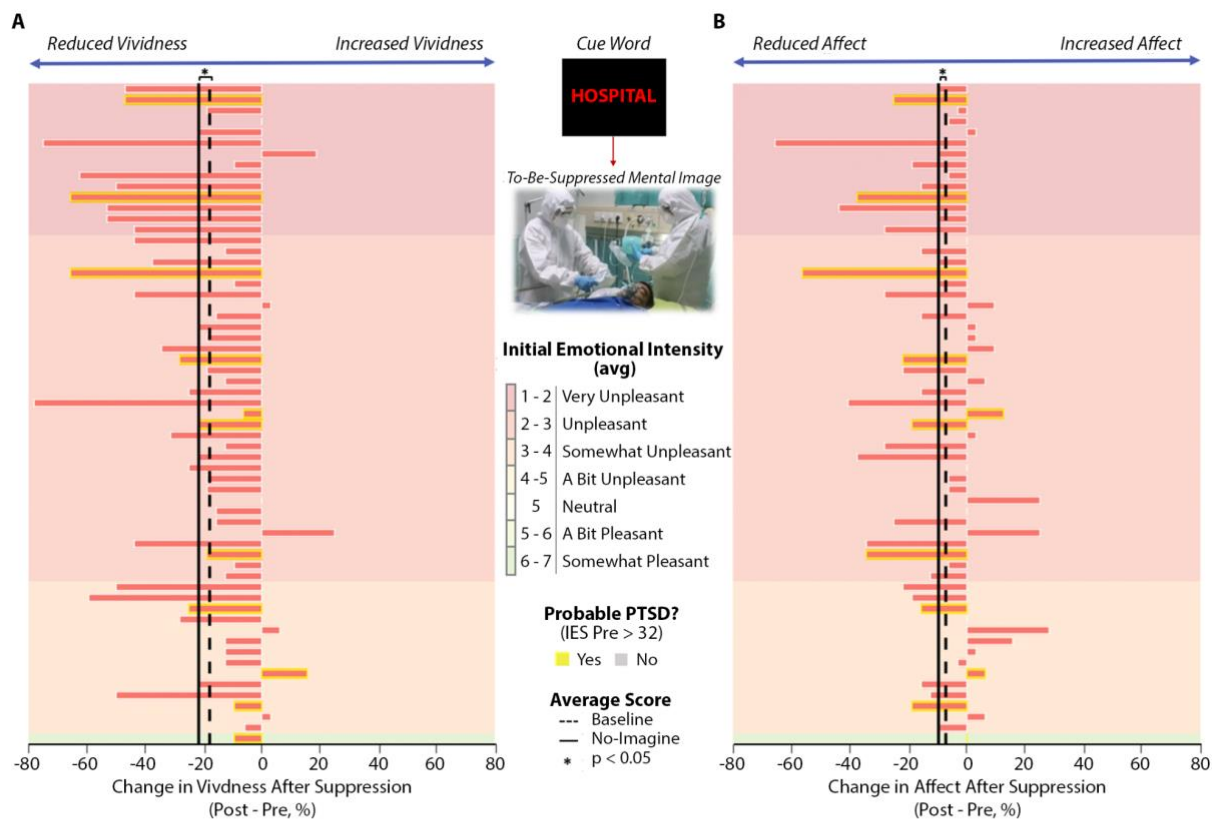 A
Reduced Vividness
Increased Vividness
*
-80
-60
-40
-20
0
20
40
60
80
Change in Vivdness After Suppression
(Post - Pre, %)
Cue Word
HOSPITAL
To-Be-Suppressed Mental Image
Initial Emotional Intensity
(avg)
1 - 2 Very Unpleasant
2 - 3 Unpleasant
3 - 4 Somewhat Unpleasant
4 -5 A Bit Unpleasant
5 Neutral
5 - 6 A Bit Pleasant
6 - 7 Somewhat Pleasant
Probable PTSD?
(IES Pre > 32)
Yes No
Average Score
Baseline
No-Imagine
* p < 0.05
B
Reduced Affect
Increased Affect
*
-80
-60
-40
-20
0
20
40
60
80
Change in Affect After Suppression
(Post - Pre, %)